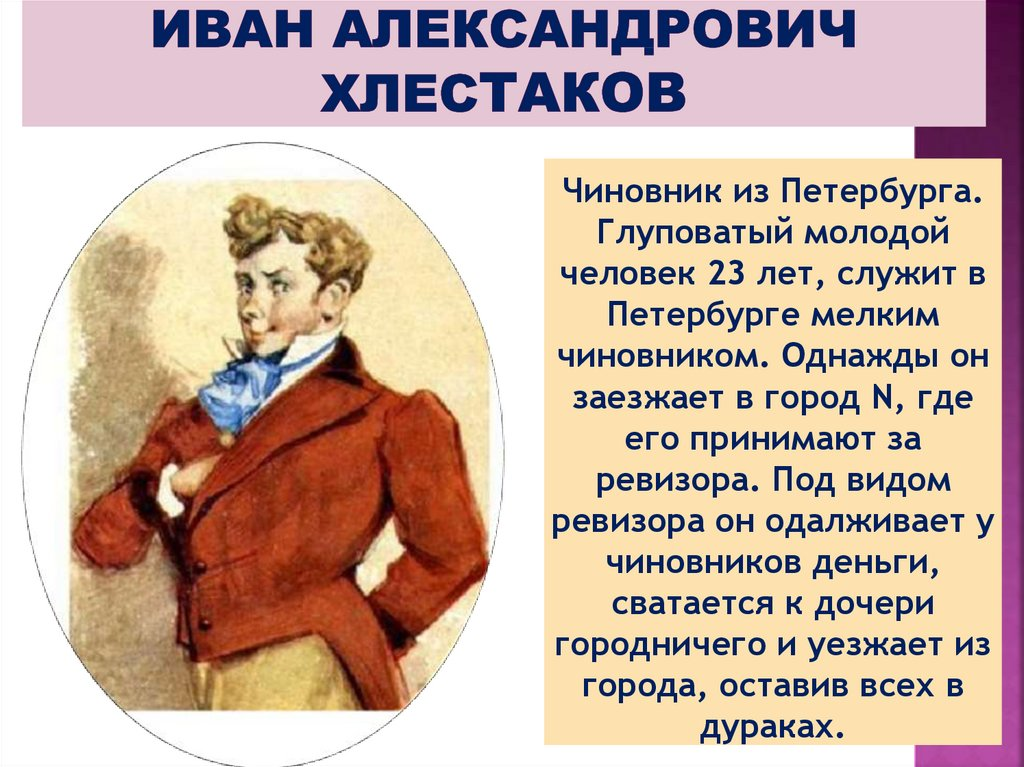 ИВАН АЛЕКСАНДРОВИЧ
ХЛЕСТАКОВ
Чиновник из Петербурга.
Глуповатый молодой
человек 23 лет, служит в
Петербурге мелким
чиновником. Однажды он
заезжает в город N, где
его принимают за
ревизора. Под видом
ревизора он одалживает у
чиновников деньги,
сватается к дочери
городничего и уезжает из
города, оставив всех в
дураках.